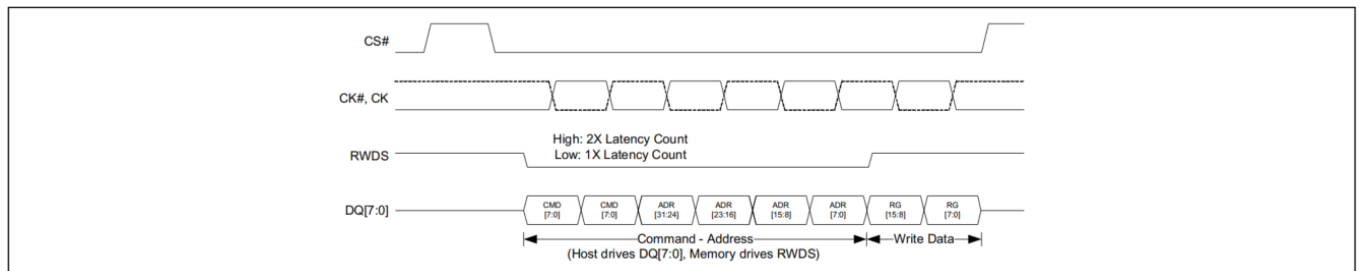 CS#
CK#, CK
High: 2X Latency Count
RWDS
Low: 1X Latency Count
DQ[7:0]
CMD [7:0]
CMD [7:0]
ADR [31:24]
ADR [23:16]
ADR [15:8]
ADR [7:0]
RG [15:8]
RG [7:0]
Command - Address
Write Data
(Host drives DQ[7:0], Memory drives RWDS)